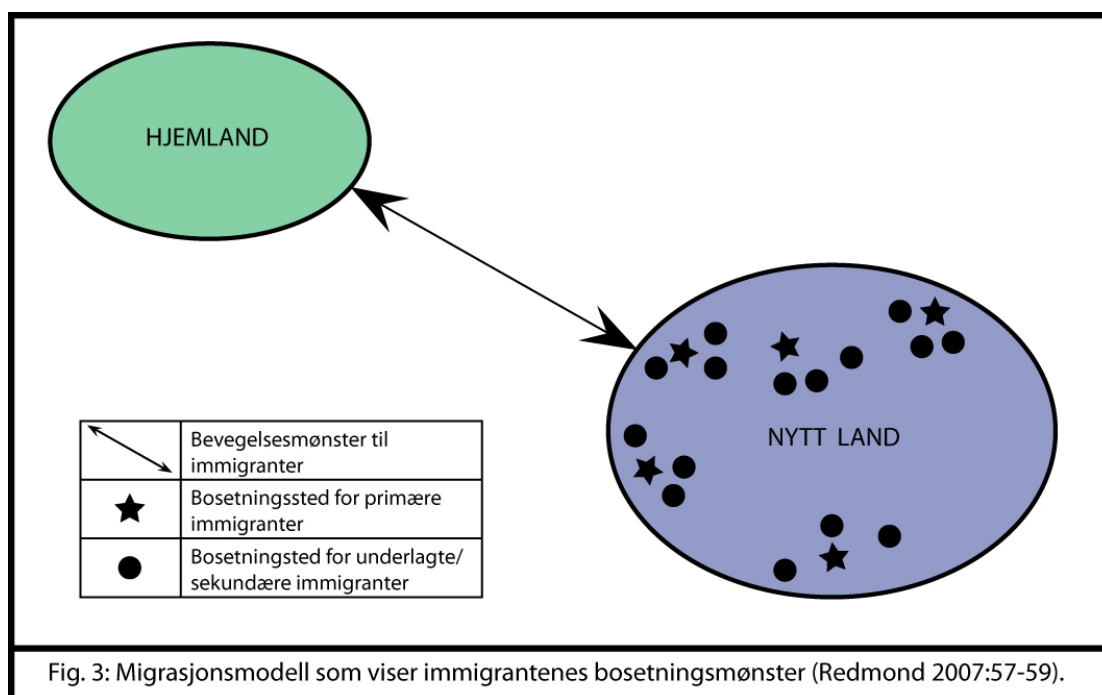 HJEMLAND
NYTT LAND
Bevegelsesmønster til
immigranter
Bosetningssted for primære
immigranter
Bosetningsted for underlagte/
sekundære immigranter
Fig. 3: Migrasjonsmodell som viser immigrantenes bosetningsmønster (Redmond 2007:57-59).